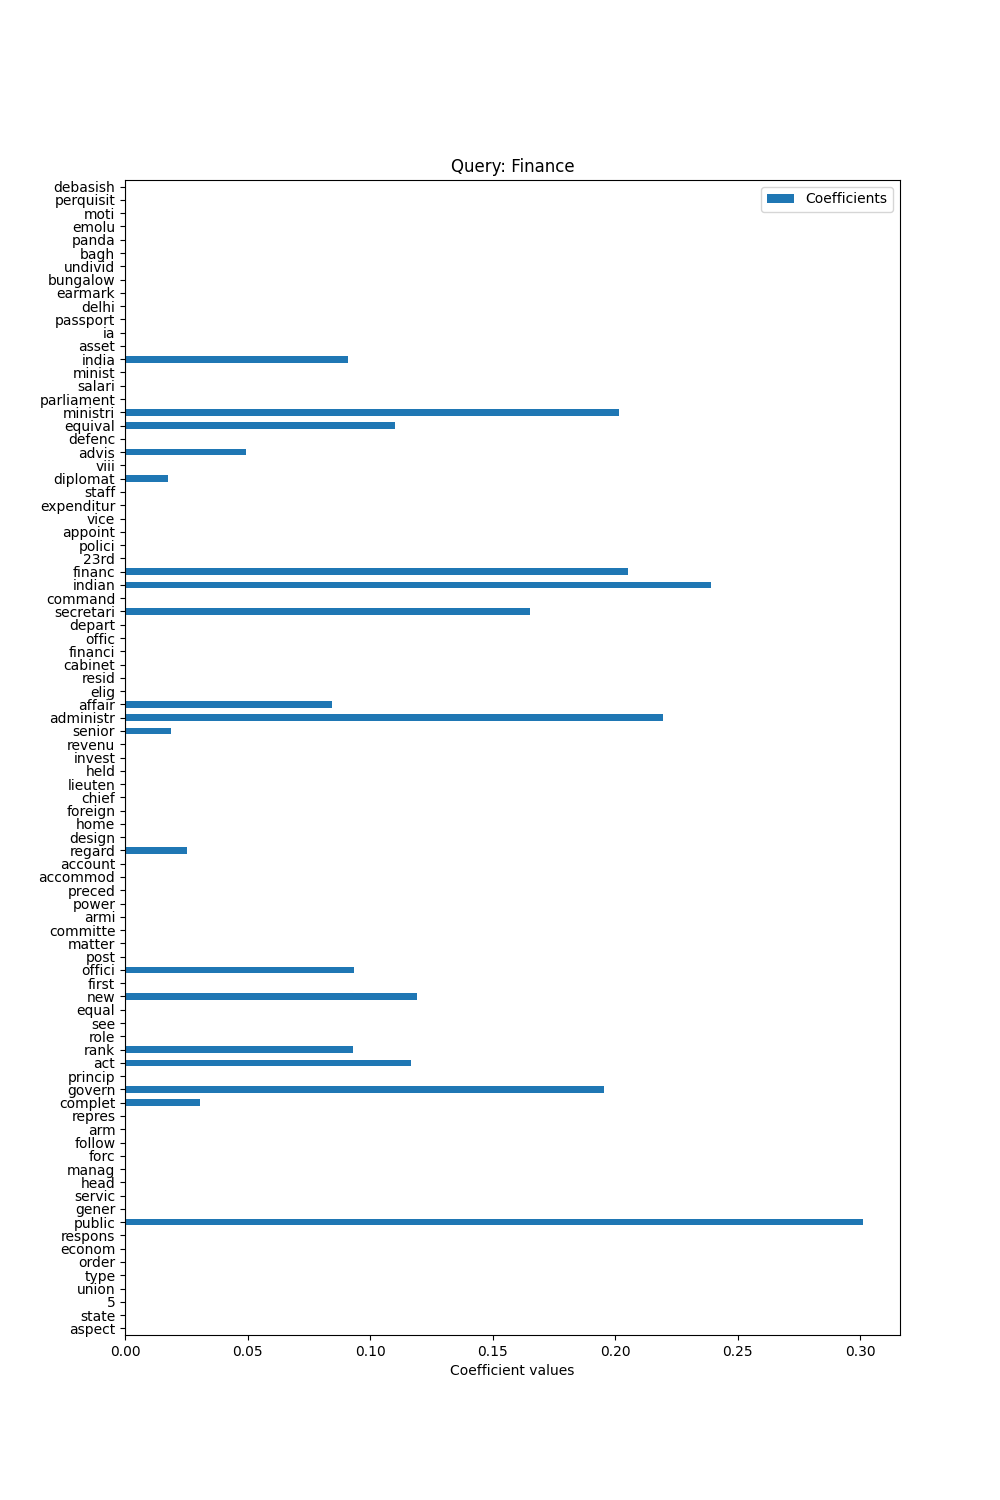 Query: Finance
Coefficients
debasish
perquisit
moti
emolu
panda
bagh
undivid
bungalow
earmark
delhi
passport
ia
asset
india
minist
salari
parliament
ministri
equival
defenc
advis
viii
diplomat
staff
expenditur
vice
appoint
polici
23rd
financ
indian
command
secretari
depart
offic
financi
cabinet
resid
elig
affair
administr
senior
revenu
invest
held
lieuten
chief
foreign
home
design
regard
account
accommod
preced
power
armi
committe
matter
post
offici
first
new
equal
see
role
rank
act
princip
govern
complet
repres
arm
follow
forc
manag
head
servic
gener
public
respons
econom
order
type
union
5
state
aspect
0.00 0.05 0.10 0.15 0.20 0.25 0.30
Coefficient values